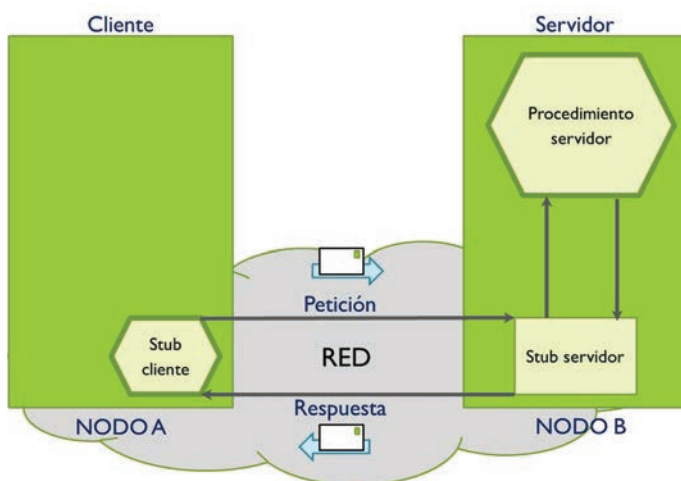 Cliente
Servidor
Procedimiento
servidor
Petición
Stub
cliente
RED
Stub servidor
Respuesta
NODO A
NODO B